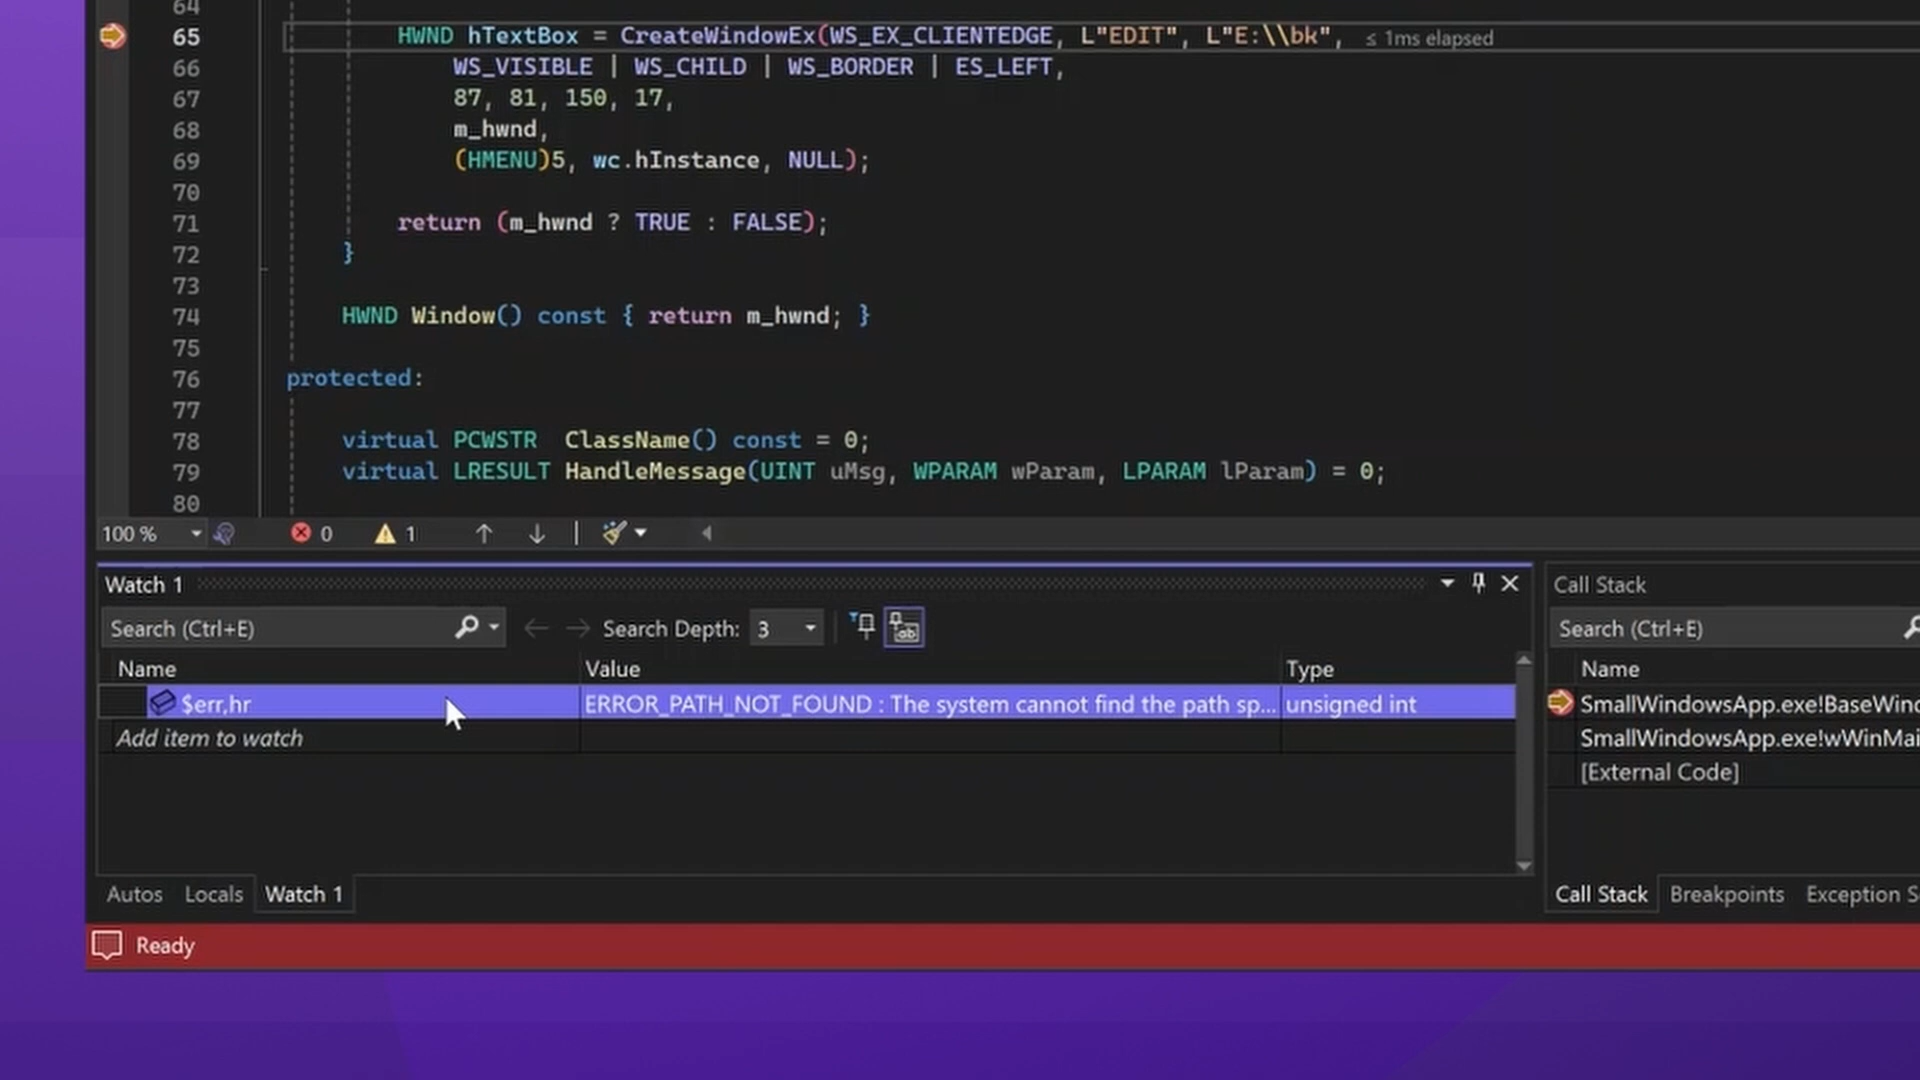 64
65 HWND hTextBox = CreateWindowEx(WS_EX_CLIENTEDGE, L"EDIT", L"E:\\bk", ≤ 1ms elapsed
66 WS_VISIBLE | WS_CHILD | WS_BORDER | ES_LEFT,
67 87, 81, 150, 17,
68 m_hwnd,
69 (HMENU)5, wc.hInstance, NULL);
70
71 return (m_hwnd ? TRUE : FALSE);
72 }
73
74 HWND Window() const { return m_hwnd; }
75
76 protected:
77
78 virtual PCWSTR ClassName() const = 0;
79 virtual LRESULT HandleMessage(UINT uMsg, WPARAM wParam, LPARAM lParam) = 0;
80
100 % 0 1
Watch 1
Search (Ctrl+E) Search Depth: 3
Name Value Type
$err,hr ERROR_PATH_NOT_FOUND : The system cannot find the path sp... unsigned int
Add item to watch
Autos Locals Watch 1
Call Stack
Search (Ctrl+E)
Name
SmallWindowsApp.exe!BaseWind
SmallWindowsApp.exe!wWinMai
[External Code]
Call Stack Breakpoints Exception S
Ready